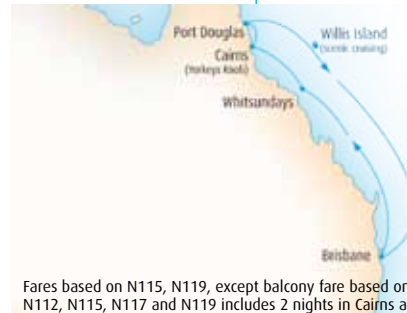 Port Douglas
Willis Island
(scenic cruising)
Cairns
(Yorkeys Knob)
Whitsundays
Brisbane
Fares based on N115, N119, except balcony fare based on
N112, N115, N117 and N119 includes 2 nights in Cairns a